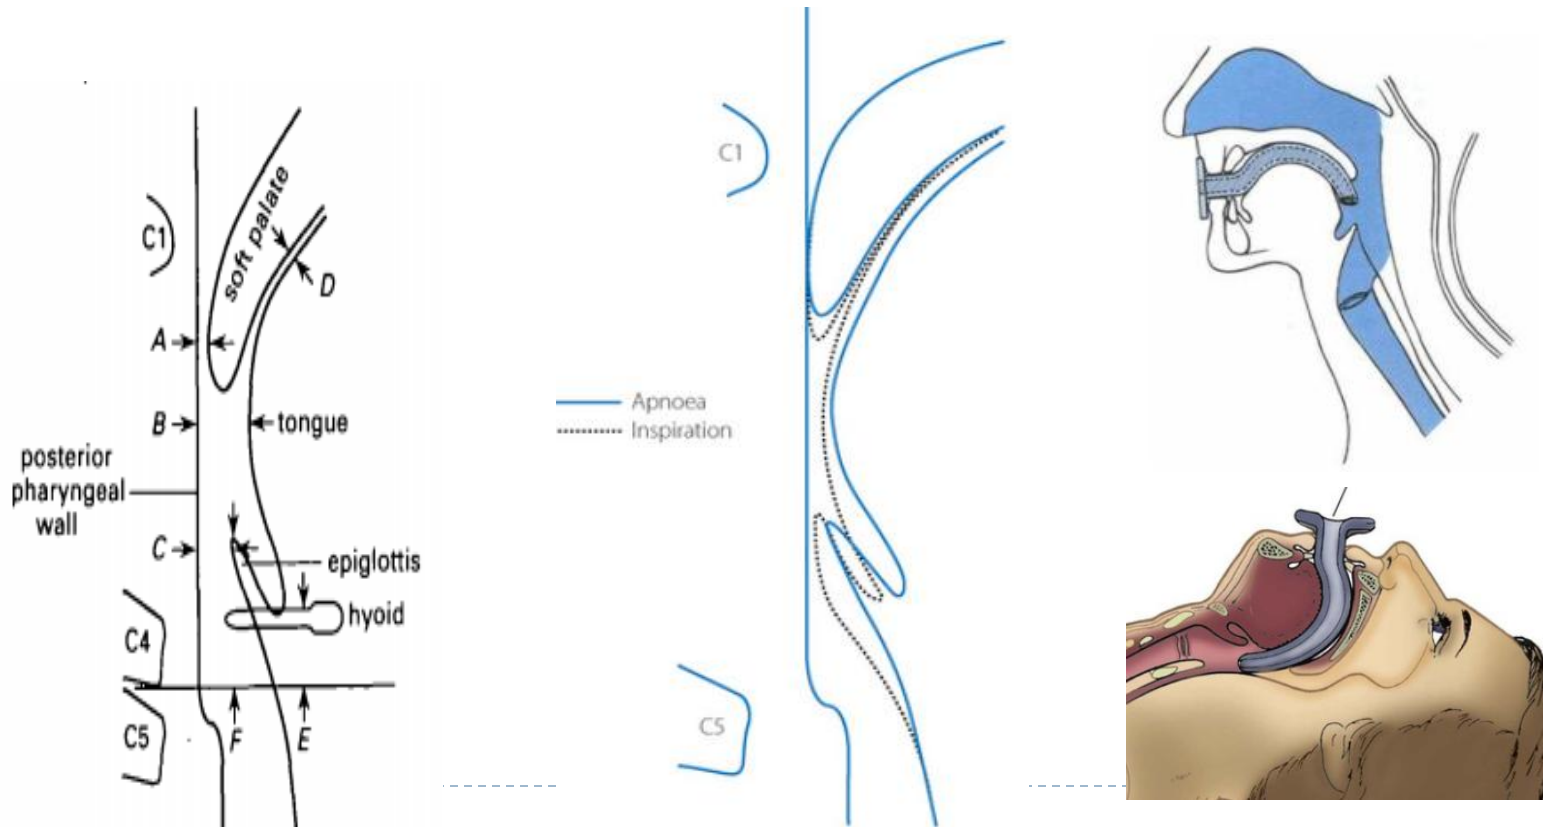 C1
soft palate
D
A
B
tongue
posterior
pharyngeal
wall
C
epiglottis
hyoid
C4
C5
F
E
C1
Apnoea
Inspiration
C5